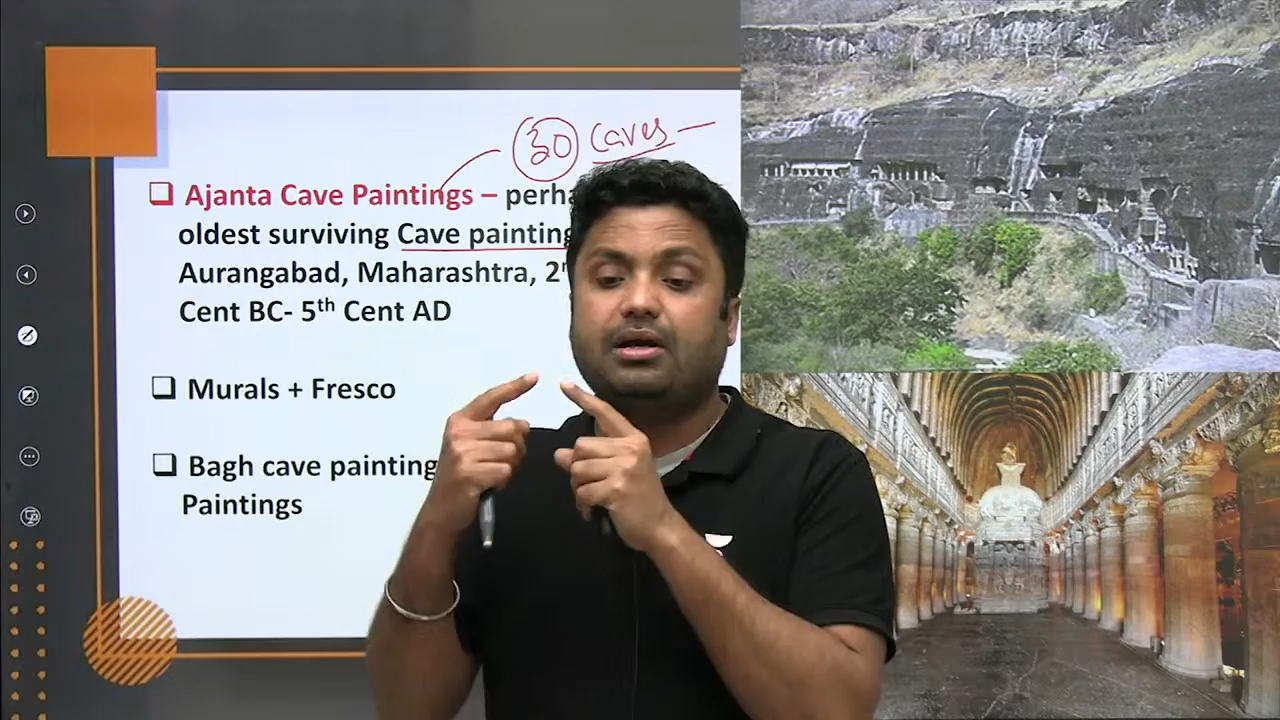 30 Caves —
Ajanta Cave Paintings – perha
oldest surviving Cave painting
Aurangabad, Maharashtra, 2
Cent BC- 5th Cent AD
Murals + Fresco
Bagh cave painting
Paintings